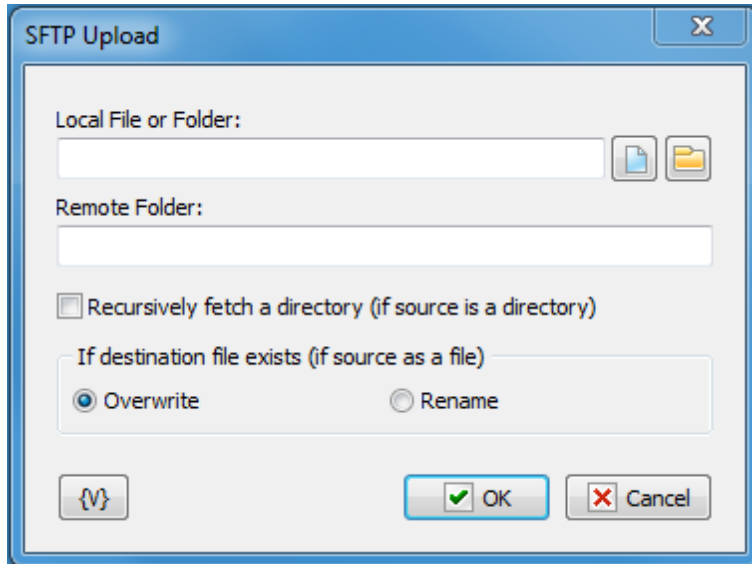 SFTP Upload
Local File or Folder:
Remote Folder:
Recursively fetch a directory (if source is a directory)
If destination file exists (if source as a file)
Overwrite Rename
{V} OK Cancel